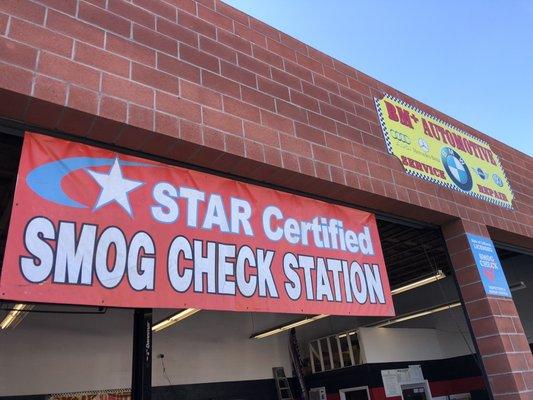 BM+ AUTOMOTIVE
SERVICE
REPAIR
STAR Certified
SMOG CHECK STATION
SMOG
CHECK